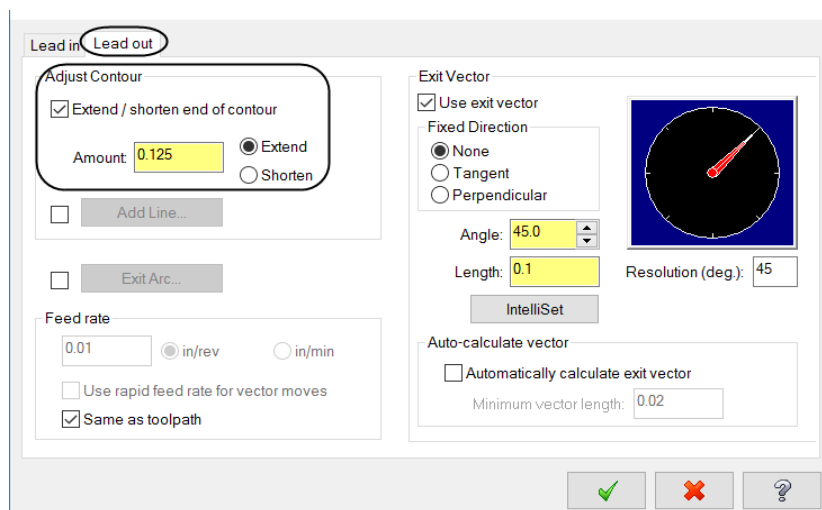 Lead in Lead out
Adjust Contour
Extend / shorten end of contour
Amount: 0.125
Extend
Shorten
Add Line...
Exit Arc...
Feed rate
0.01 in/rev in/min
Use rapid feed rate for vector moves
Same as toolpath
Exit Vector
Use exit vector
Fixed Direction
None
Tangent
Perpendicular
Angle: 45.0
Length: 0.1
Resolution (deg.): 45
IntelliSet
Auto-calculate vector
Automatically calculate exit vector
Minimum vector length: 0.02